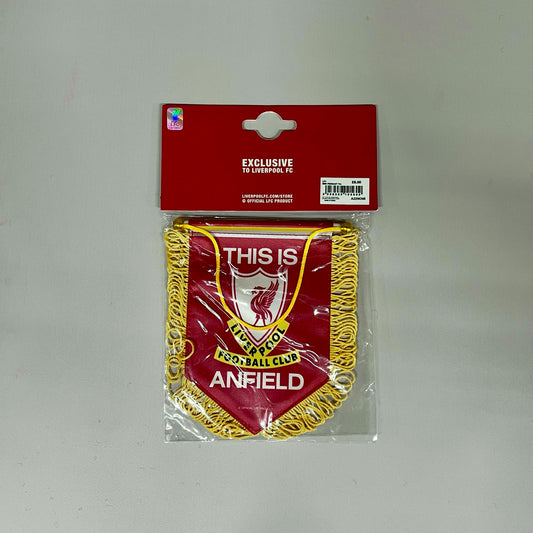 EXCLUSIVE
TO LIVERPOOL FC
LIVERPOOLFC.COM/STORE
© OFFICIAL LFC PRODUCT
THIS IS
LIVERPOOL
FOOTBALL CLUB
ANFIELD